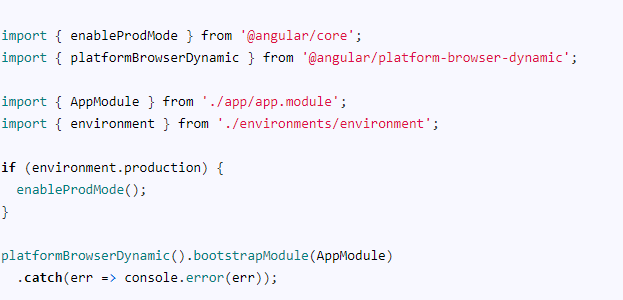 import { enableProdMode } from '@angular/core';
import { platformBrowserDynamic } from '@angular/platform-browser-dynamic';

import { AppModule } from './app/app.module';
import { environment } from './environments/environment';

if (environment.production) {
  enableProdMode();
}

platformBrowserDynamic().bootstrapModule(AppModule)
  .catch(err => console.error(err));